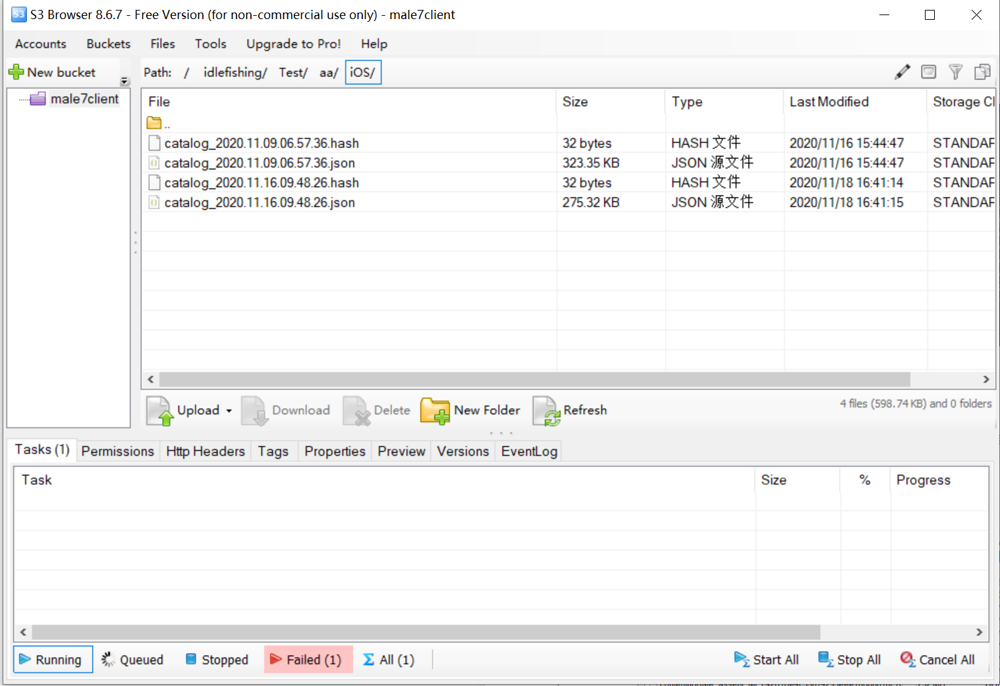 S3 Browser 8.6.7 - Free Version (for non-commercial use only) - male7client
Accounts Buckets Files Tools Upgrade to Pro! Help
New bucket
Path: / idlefishing/ Test/ aa/ iOS/
male7client
File Size Type Last Modified Storage Cl
..
catalog_2020.11.09.06.57.36.hash 32 bytes HASH 文件 2020/11/16 15:44:47 STANDAR
catalog_2020.11.09.06.57.36.json 323.35 KB JSON 源文件 2020/11/16 15:44:47 STANDAR
catalog_2020.11.16.09.48.26.hash 32 bytes HASH 文件 2020/11/18 16:41:14 STANDAR
catalog_2020.11.16.09.48.26.json 275.32 KB JSON 源文件 2020/11/18 16:41:15 STANDAR
Upload Download Delete New Folder Refresh
4 files (598.74 KB) and 0 folders
Tasks (1) Permissions Http Headers Tags Properties Preview Versions EventLog
Task Size % Progress
Running Queued Stopped Failed (1) All (1) Start All Stop All Cancel All